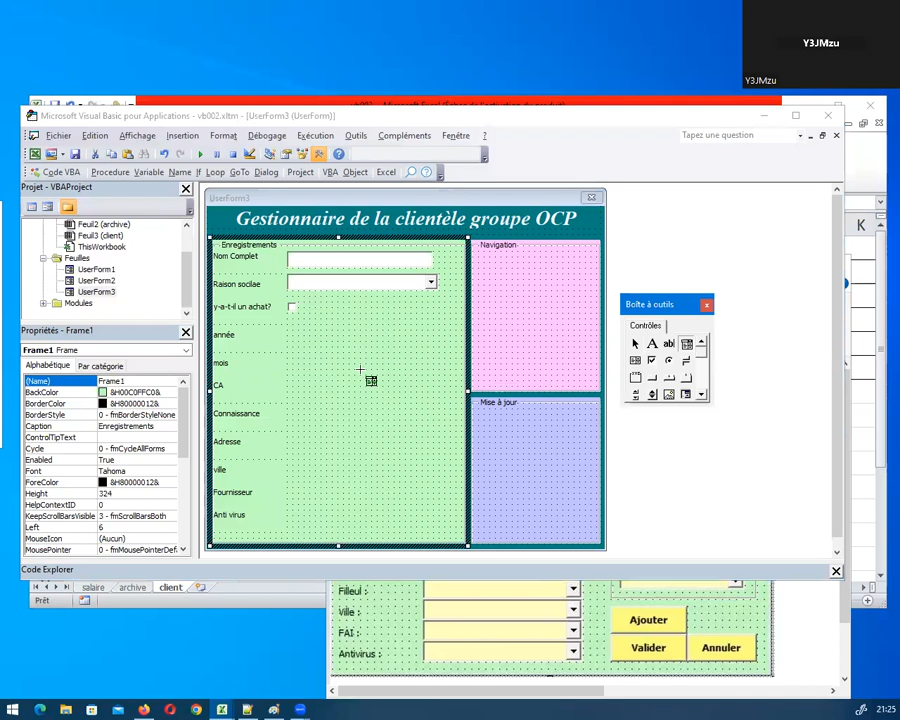 Y3JMzu
Y3JMzu
Microsoft Visual Basic pour Applications - vb002.xltm - [UserForm3 (UserForm)]
Fichier Edition Affichage Insertion Format Débogage Exécution Outils Compléments Fenêtre ? Tapez une question
Code VBA Procedure Variable Name If Loop GoTo Dialog Project VBA Object Excel
Projet - VBAProject
Feuil2 (archive)
Feuil3 (client)
ThisWorkbook
Feuilles
UserForm1
UserForm2
UserForm3
Modules
Propriétés - Frame1
Frame1 Frame
Alphabétique Par catégorie
(Name) Frame1
BackColor &H00C0FFC0&
BorderColor &H80000012&
BorderStyle 0 - fmBorderStyleNone
Caption Enregistrements
ControlTipText
Cycle 0 - fmCycleAllForms
Enabled True
Font Tahoma
ForeColor &H80000012&
Height 324
HelpContextID 0
KeepScrollBarsVisible 3 - fmScrollBarsBoth
Left 6
MouseIcon (Aucun)
MousePointer 0 - fmMousePointerDefa
UserForm3
Gestionnaire de la clientèle groupe OCP
Enregistrements
Nom Complet
Raison socilae
y-a-t-il un achat?
année
mois
CA
Connaissance
Adresse
ville
Fournisseur
Anti virus
Navigation
Mise à jour
Boîte à outils
Contrôles
A ab|
K
Code Explorer
salaire archive client
Prêt
Filleul :
Ville :
FAI :
Antivirus :
Ajouter
Valider Annuler
21:25